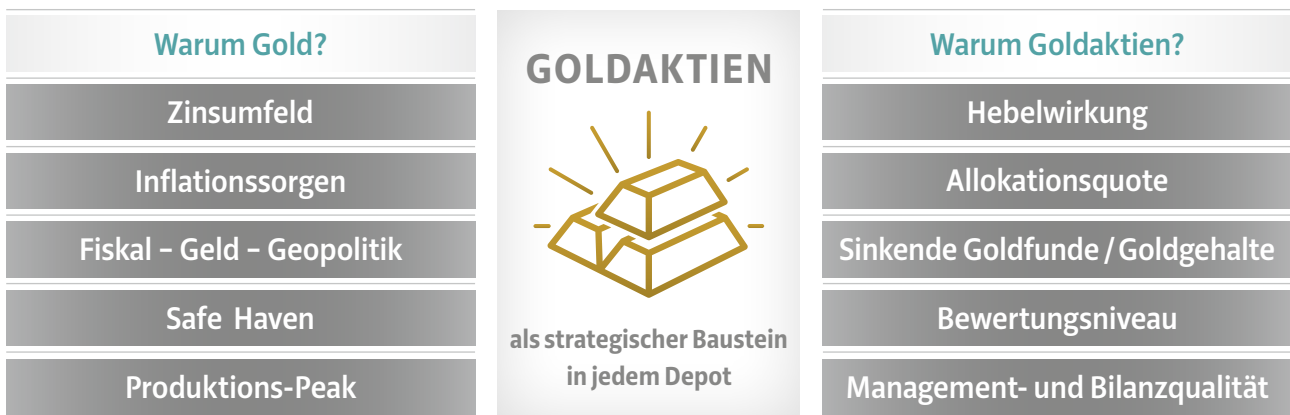 Warum Gold?
Zinsumfeld
Inflationssorgen
Fiskal – Geld – Geopolitik
Safe Haven
Produktions-Peak
GOLDAKTIEN
als strategischer Baustein
in jedem Depot
Warum Goldaktien?
Hebelwirkung
Allokationsquote
Sinkende Goldfunde / Goldgehalte
Bewertungsniveau
Management- und Bilanzqualität